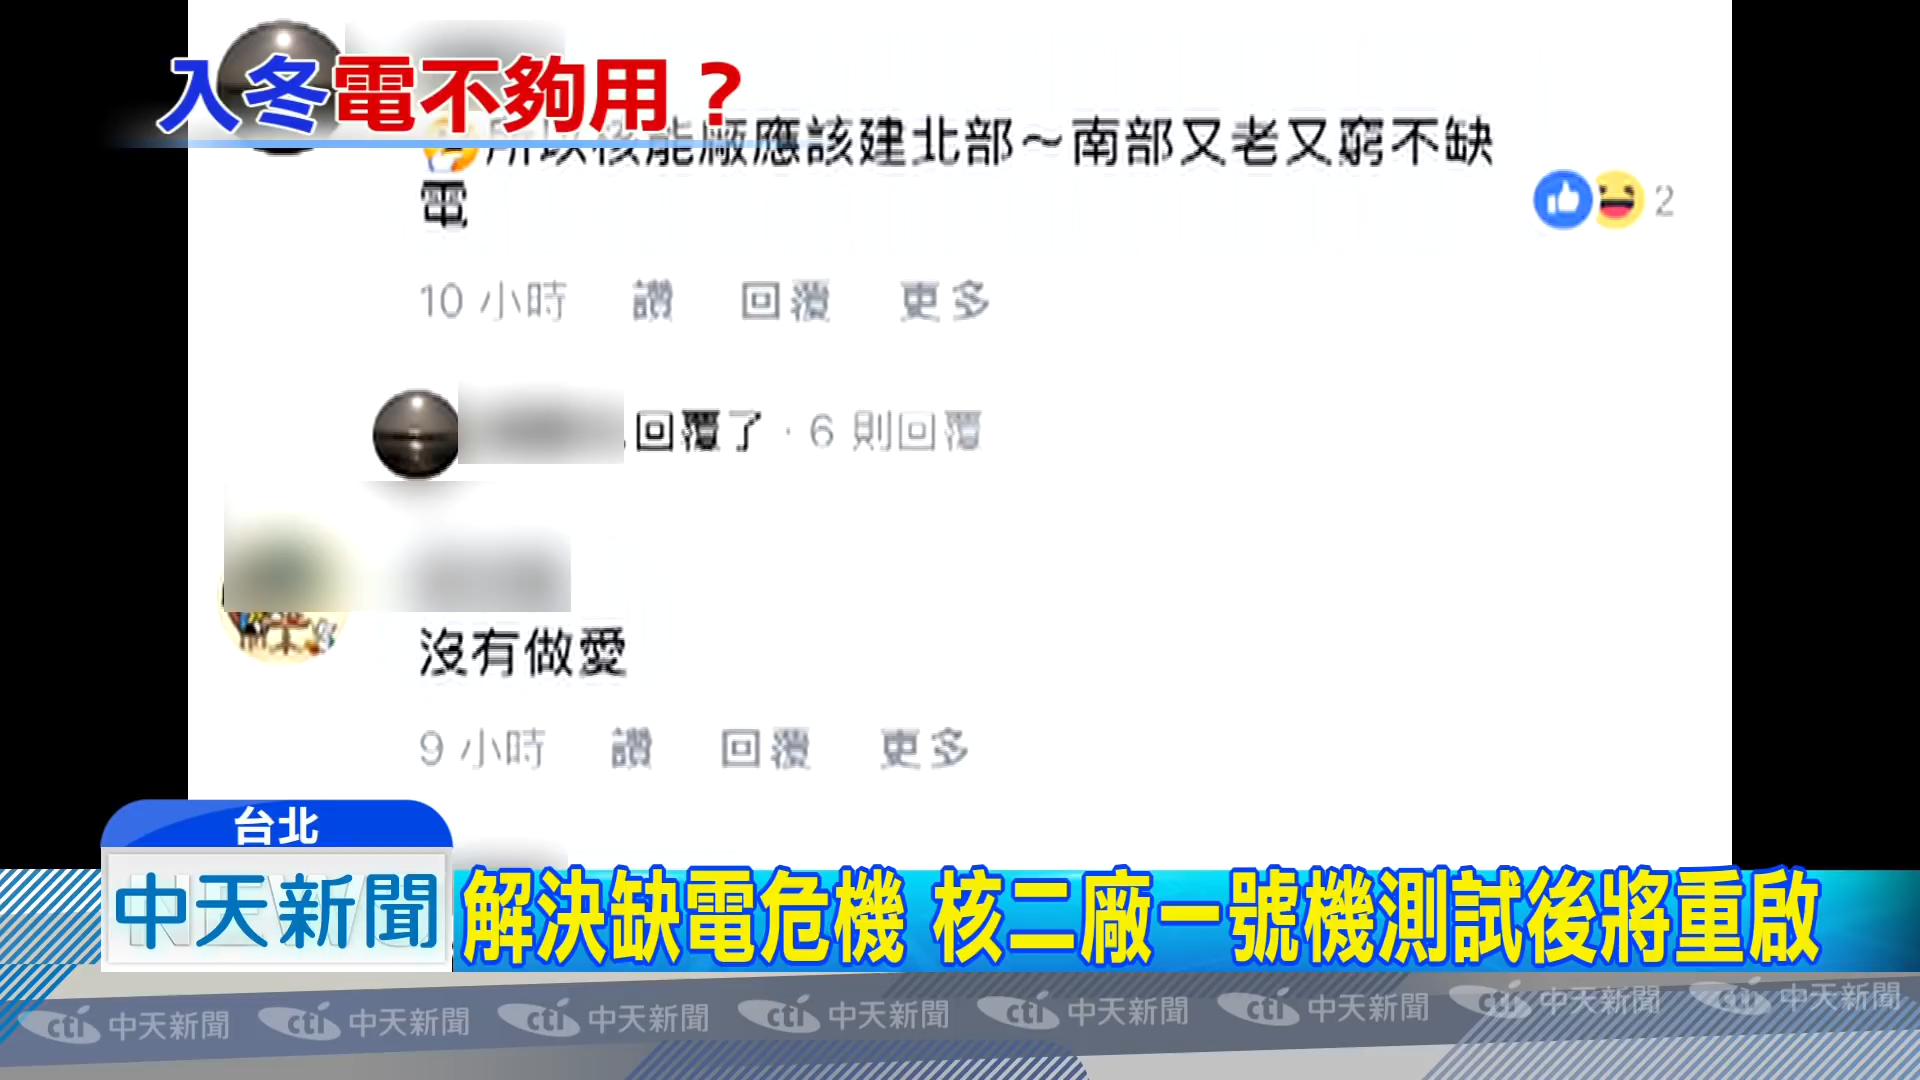 入冬電不夠用？
所以核能廠應該建北部～南部又老又窮不缺
電
2
10 小時 讚 回覆 更多
回覆了 · 6 則回覆
沒有做愛
9 小時 讚 回覆 更多
台北
中天新聞
解決缺電危機 核二廠一號機測試後將重啟
cti 中天新聞 cti 中天新聞 cti 中天新聞 cti 中天新聞 cti 中天新聞 cti 中天新聞 cti 中天新聞 cti 中天新聞